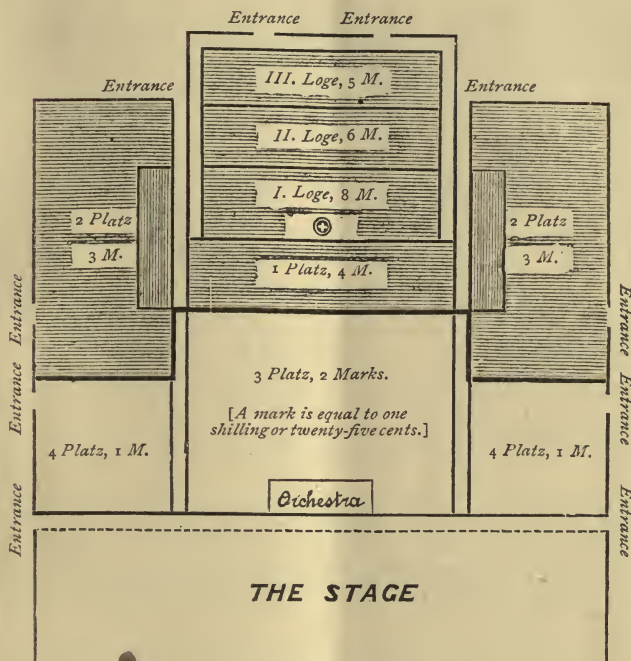 Entrance Entrance
Entrance
Entrance
III. Loge, 5 M.
II. Loge, 6 M.
I. Loge, 8 M.
1 Platz, 4 M.
2 Platz
3 M.
2 Platz
3 M.
Entrance
Entrance
Entrance
Entrance
3 Platz, 2 Marks.
[A mark is equal to one
shilling or twenty-five cents.]
4 Platz, 1 M.
4 Platz, 1 M.
Orchestra
Entrance
Entrance
THE STAGE